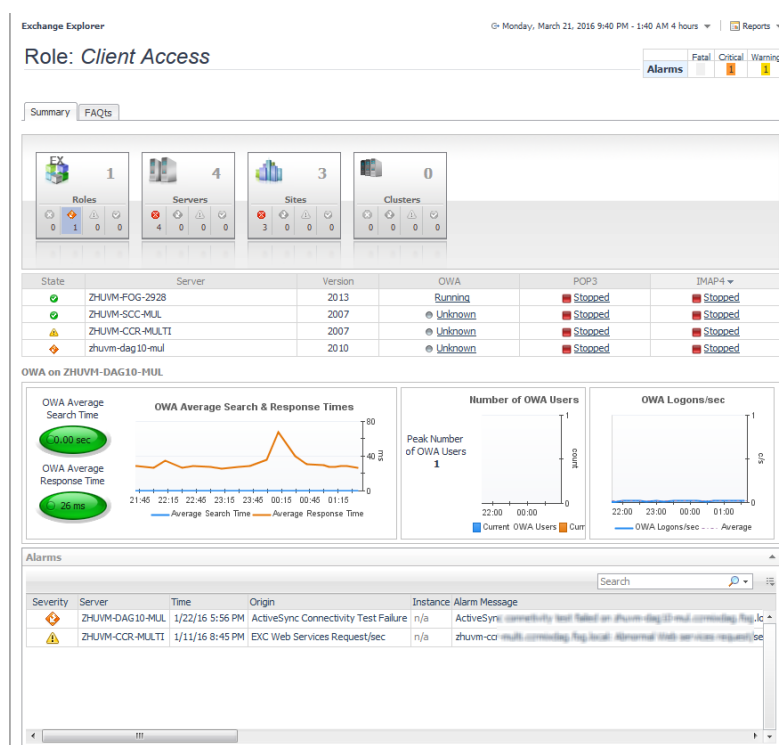 Exchange Explorer
Monday, March 21, 2016 9:40 PM - 1:40 AM 4 hours
Reports
Role: Client Access
Fatal Critical Warning
Alarms 1 1
Summary FAQts
EX 1 4 3 0
Roles Servers Sites Clusters
0 1 0 0 4 0 0 0 3 0 0 0 0 0 0 0
State Server Version OWA POP3 IMAP4
ZHUVM-FOG-2928 2013 Running Stopped Stopped
ZHUVM-SCC-MUL 2007 Unknown Stopped Stopped
ZHUVM-CCR-MULTI 2007 Unknown Stopped Stopped
zhuvm-dag10-mul 2010 Unknown Stopped Stopped
OWA on ZHUVM-DAG10-MUL
OWA Average
Search Time
0.00 sec
OWA Average
Response Time
26 ms
OWA Average Search & Response Times
80
40
0
ms
21:45 22:15 22:45 23:15 23:45 00:15 00:45 01:15
Average Search Time Average Response Time
Peak Number
of OWA Users
1
Number of OWA Users
1
0
count
22:00 00:00
Current OWA Users Curr
OWA Logons/sec
1
0
c/s
22:00 23:00 00:00 01:00
OWA Logons/sec Average
Alarms
Search
Severity Server Time Origin Instance Alarm Message
ZHUVM-DAG10-MUL 1/22/16 5:56 PM ActiveSync Connectivity Test Failure n/a ActiveSync
ZHUVM-CCR-MULTI 1/11/16 8:45 PM EXC Web Services Request/sec n/a zhuvm-ccr